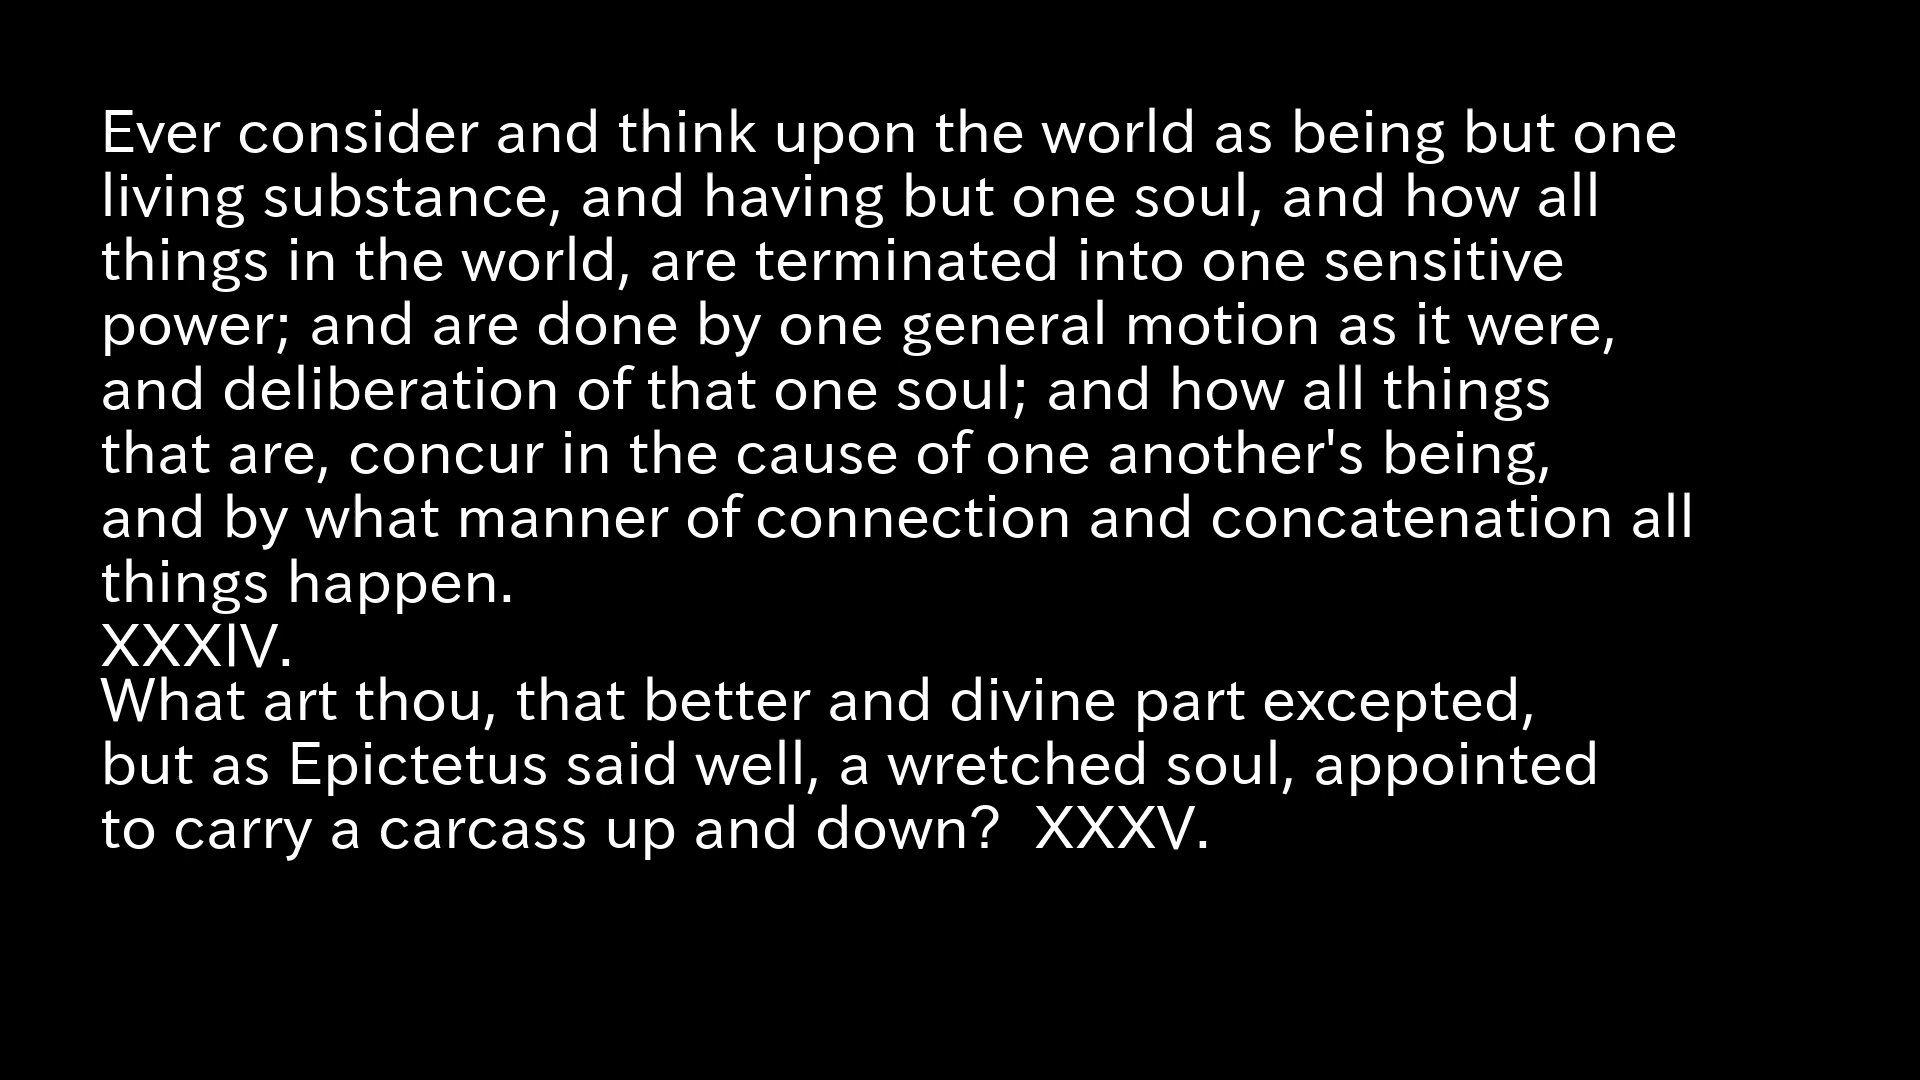 Ever consider and think upon the world as being but one
living substance, and having but one soul, and how all
things in the world, are terminated into one sensitive
power; and are done by one general motion as it were,
and deliberation of that one soul; and how all things
that are, concur in the cause of one another's being,
and by what manner of connection and concatenation all
things happen.
XXXIV.
What art thou, that better and divine part excepted,
but as Epictetus said well, a wretched soul, appointed
to carry a carcass up and down?  XXXV.